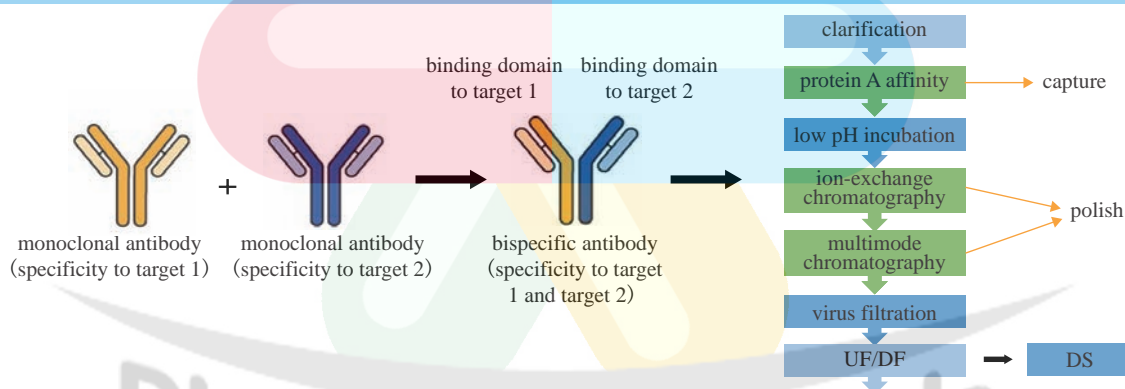 binding domain
to target 1
binding domain
to target 2
+
monoclonal antibody
(specificity to target 1)
monoclonal antibody
(specificity to target 2)
bispecific antibody
(specificity to target
1 and target 2)
clarification
protein A affinity
capture
low pH incubation
ion-exchange
chromatography
polish
multimode
chromatography
virus filtration
UF/DF
DS